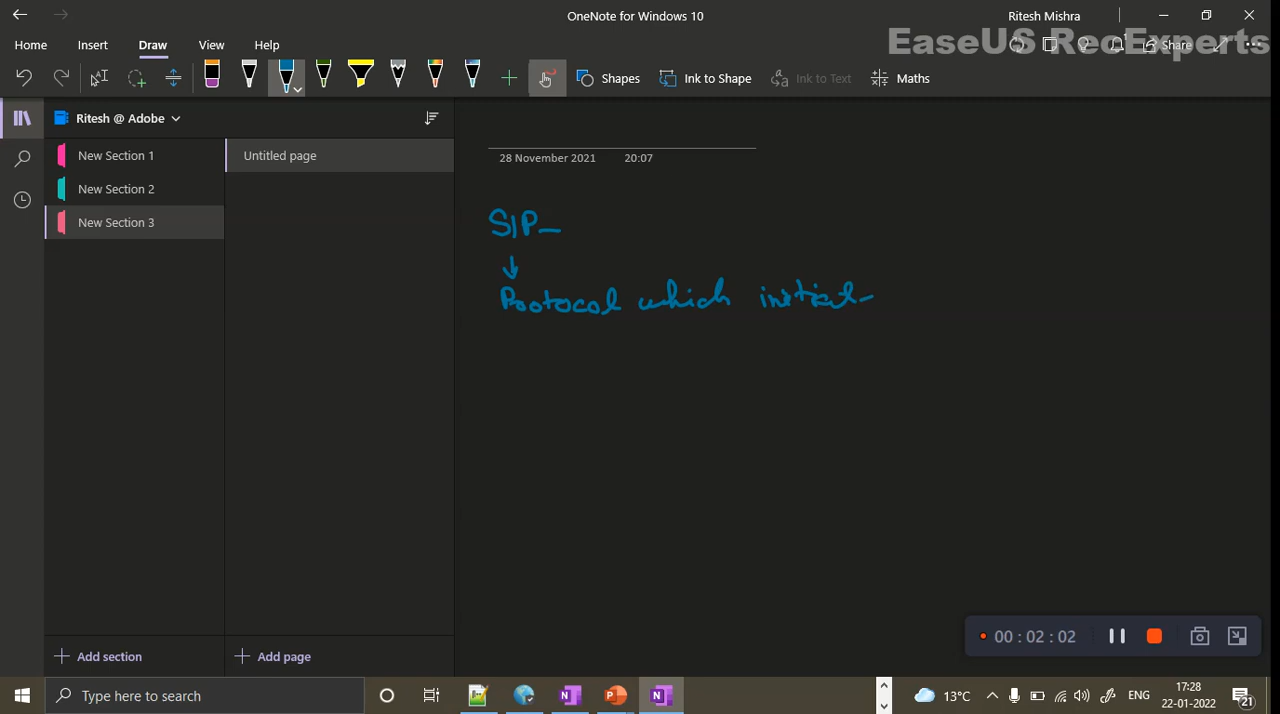 OneNote for Windows 10
Ritesh Mishra
Home Insert Draw View Help
Share
EaseUS RecExperts
Shapes
Ink to Shape
Ink to Text
Maths
Ritesh @ Adobe
New Section 1
New Section 2
New Section 3
Untitled page
28 November 2021 20:07
SIP_
Protocol which
00:02:02
Add section
Add page
Type here to search
13°C
ENG
17:28
22-01-2022
21